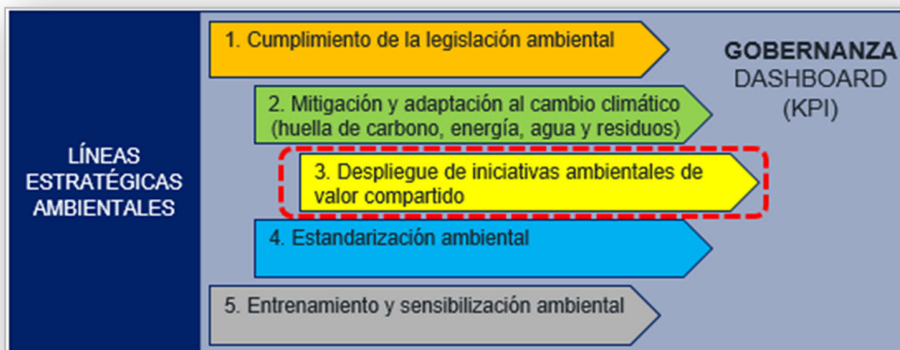 LÍNEAS
ESTRATÉGICAS
AMBIENTALES
1. Cumplimiento de la legislación ambiental
2. Mitigación y adaptación al cambio climático
(huella de carbono, energía, agua y residuos)
3. Despliegue de iniciativas ambientales de
valor compartido
4. Estandarización ambiental
5. Entrenamiento y sensibilización ambiental
GOBERNANZA
DASHBOARD
(KPI)